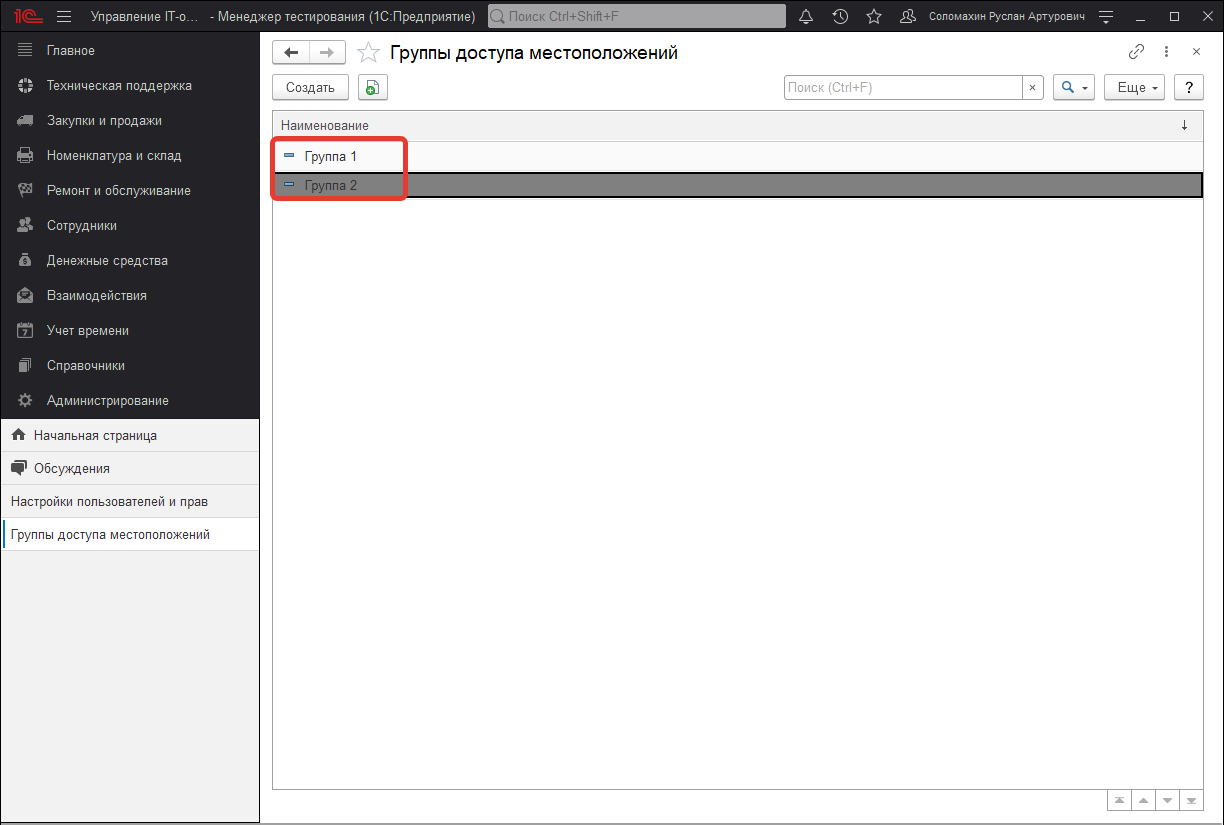 1С Управление IT-о... - Менеджер тестирования (1С:Предприятие) Поиск Ctrl+Shift+F Соломахин Руслан Артурович
Главное
Техническая поддержка
Закупки и продажи
Номенклатура и склад
Ремонт и обслуживание
Сотрудники
Денежные средства
Взаимодействия
7 Учет времени
Справочники
Администрирование
Начальная страница
Обсуждения
Настройки пользователей и прав
Группы доступа местоположений
Группы доступа местоположений
Создать Поиск (Ctrl+F) × Еще ?
Наименование ↓
Группа 1
Группа 2